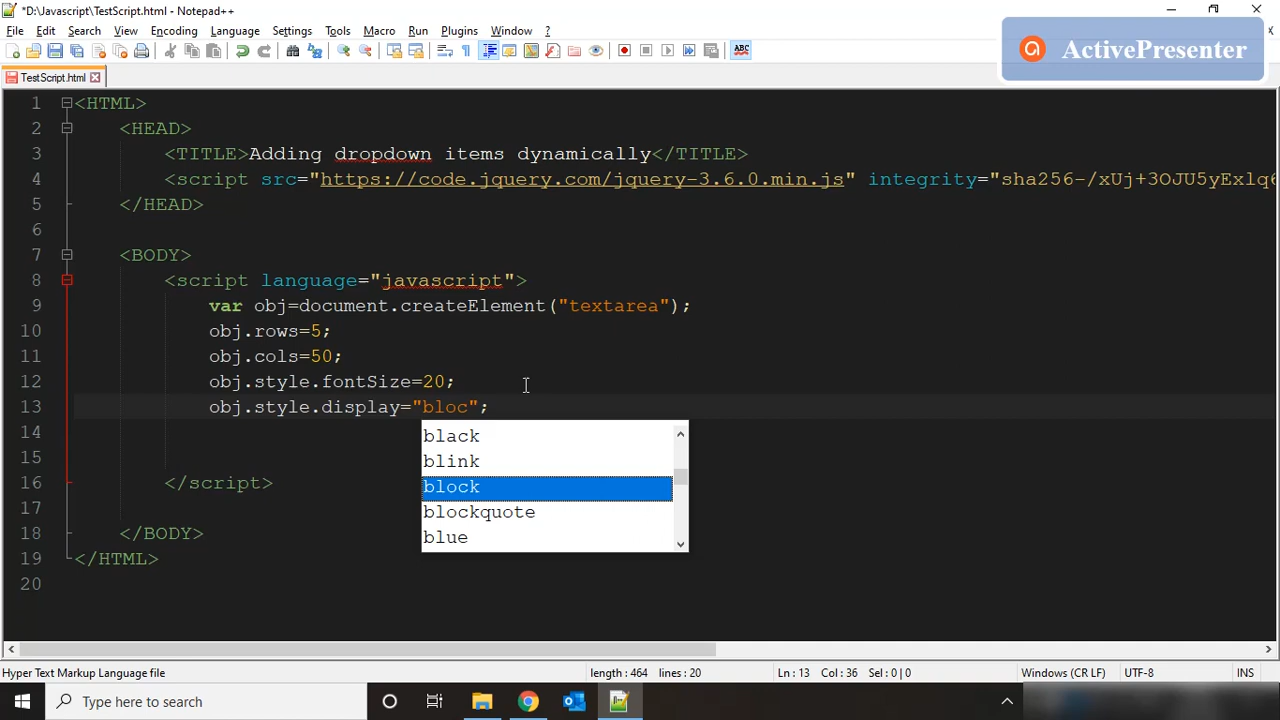 *D:\Javascript\TestScript.html - Notepad++
File Edit Search View Encoding Language Settings Tools Macro Run Plugins Window ?
X
ABC
ActivePresenter
TestScript.html
1 <HTML>
2 <HEAD>
3 <TITLE>Adding dropdown items dynamically</TITLE>
4 <script src="https://code.jquery.com/jquery-3.6.0.min.js" integrity="sha256-/xUj+3OJU5yExlq6
5 </HEAD>
6
7 <BODY>
8 <script language="javascript">
9 var obj=document.createElement("textarea");
10 obj.rows=5;
11 obj.cols=50;
12 obj.style.fontSize=20;
13 obj.style.display="bloc";
14
15
16 </script>
17
18 </BODY>
19 </HTML>
20
black
blink
block
blockquote
blue
Hyper Text Markup Language file length : 464 lines : 20 Ln : 13 Col : 36 Sel : 0 | 0 Windows (CR LF) UTF-8 INS
Type here to search